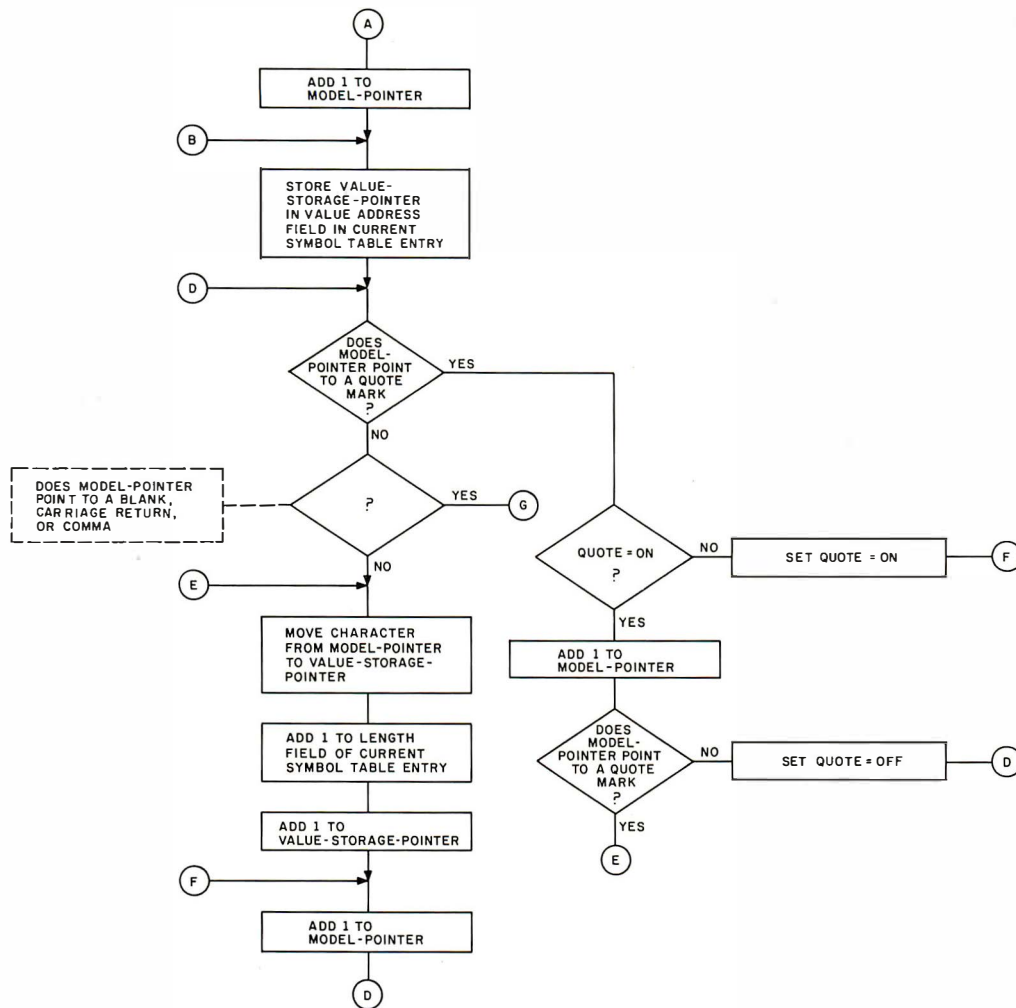 A
ADD 1 TO
MODEL-POINTER
B
STORE VALUE-
STORAGE-POINTER
IN VALUE ADDRESS
FIELD IN CURRENT
SYMBOL TABLE ENTRY
D
DOES
MODEL-
POINTER POINT
TO A QUOTE
MARK
?
YES
NO
DOES MODEL-POINTER
POINT TO A BLANK,
CARRIAGE RETURN,
OR COMMA
?
YES
G
NO
QUOTE = ON
?
NO
SET QUOTE = ON
F
YES
E
MOVE CHARACTER
FROM MODEL-POINTER
TO VALUE-STORAGE-
POINTER
ADD 1 TO
MODEL-POINTER
ADD 1 TO LENGTH
FIELD OF CURRENT
SYMBOL TABLE ENTRY
DOES
MODEL-
POINTER POINT
TO A QUOTE
MARK
?
NO
SET QUOTE = OFF
D
YES
E
ADD 1 TO
VALUE-STORAGE-POINTER
F
ADD 1 TO
MODEL-POINTER
D